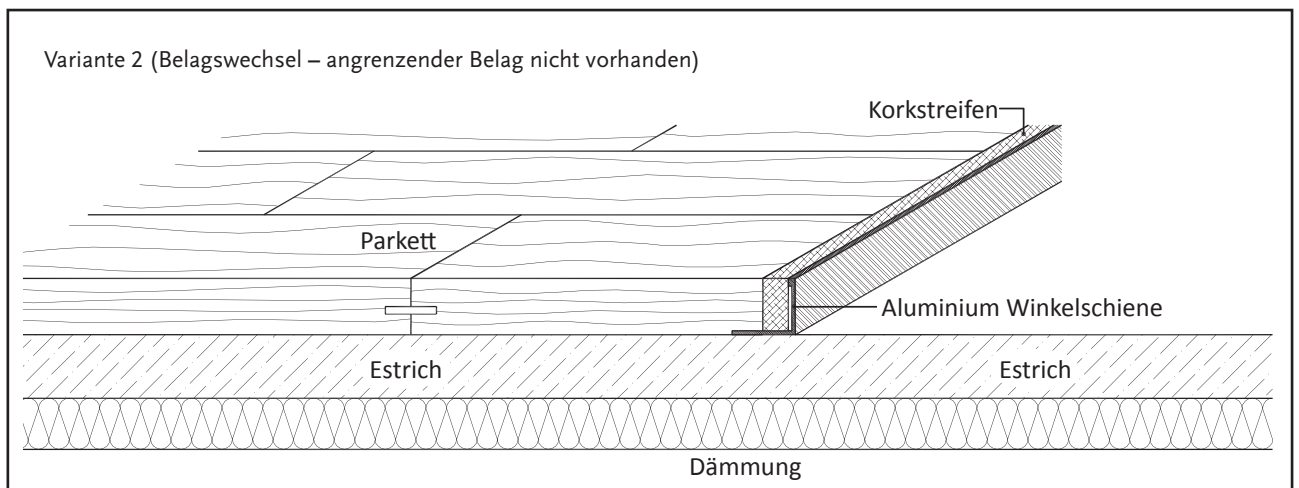 Variante 2 (Belagswechsel – angrenzender Belag nicht vorhanden)
Korkstreifen
Parkett
Aluminium Winkelschiene
Estrich
Estrich
Dämmung